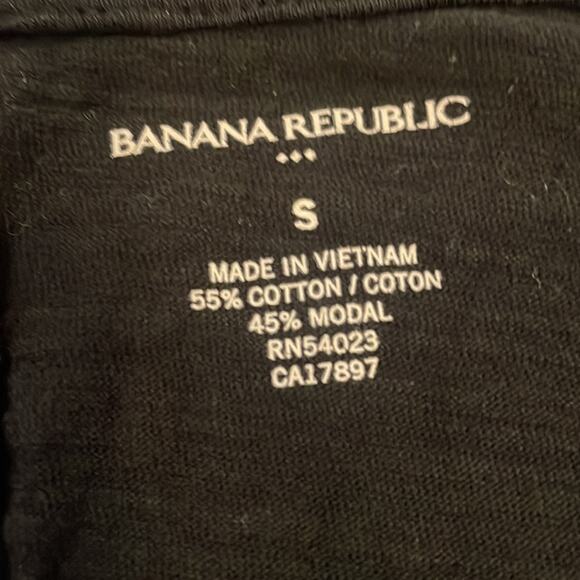 BANANA REPUBLIC
S
MADE IN VIETNAM
55% COTTON / COTON
45% MODAL
RN54023
CA17897